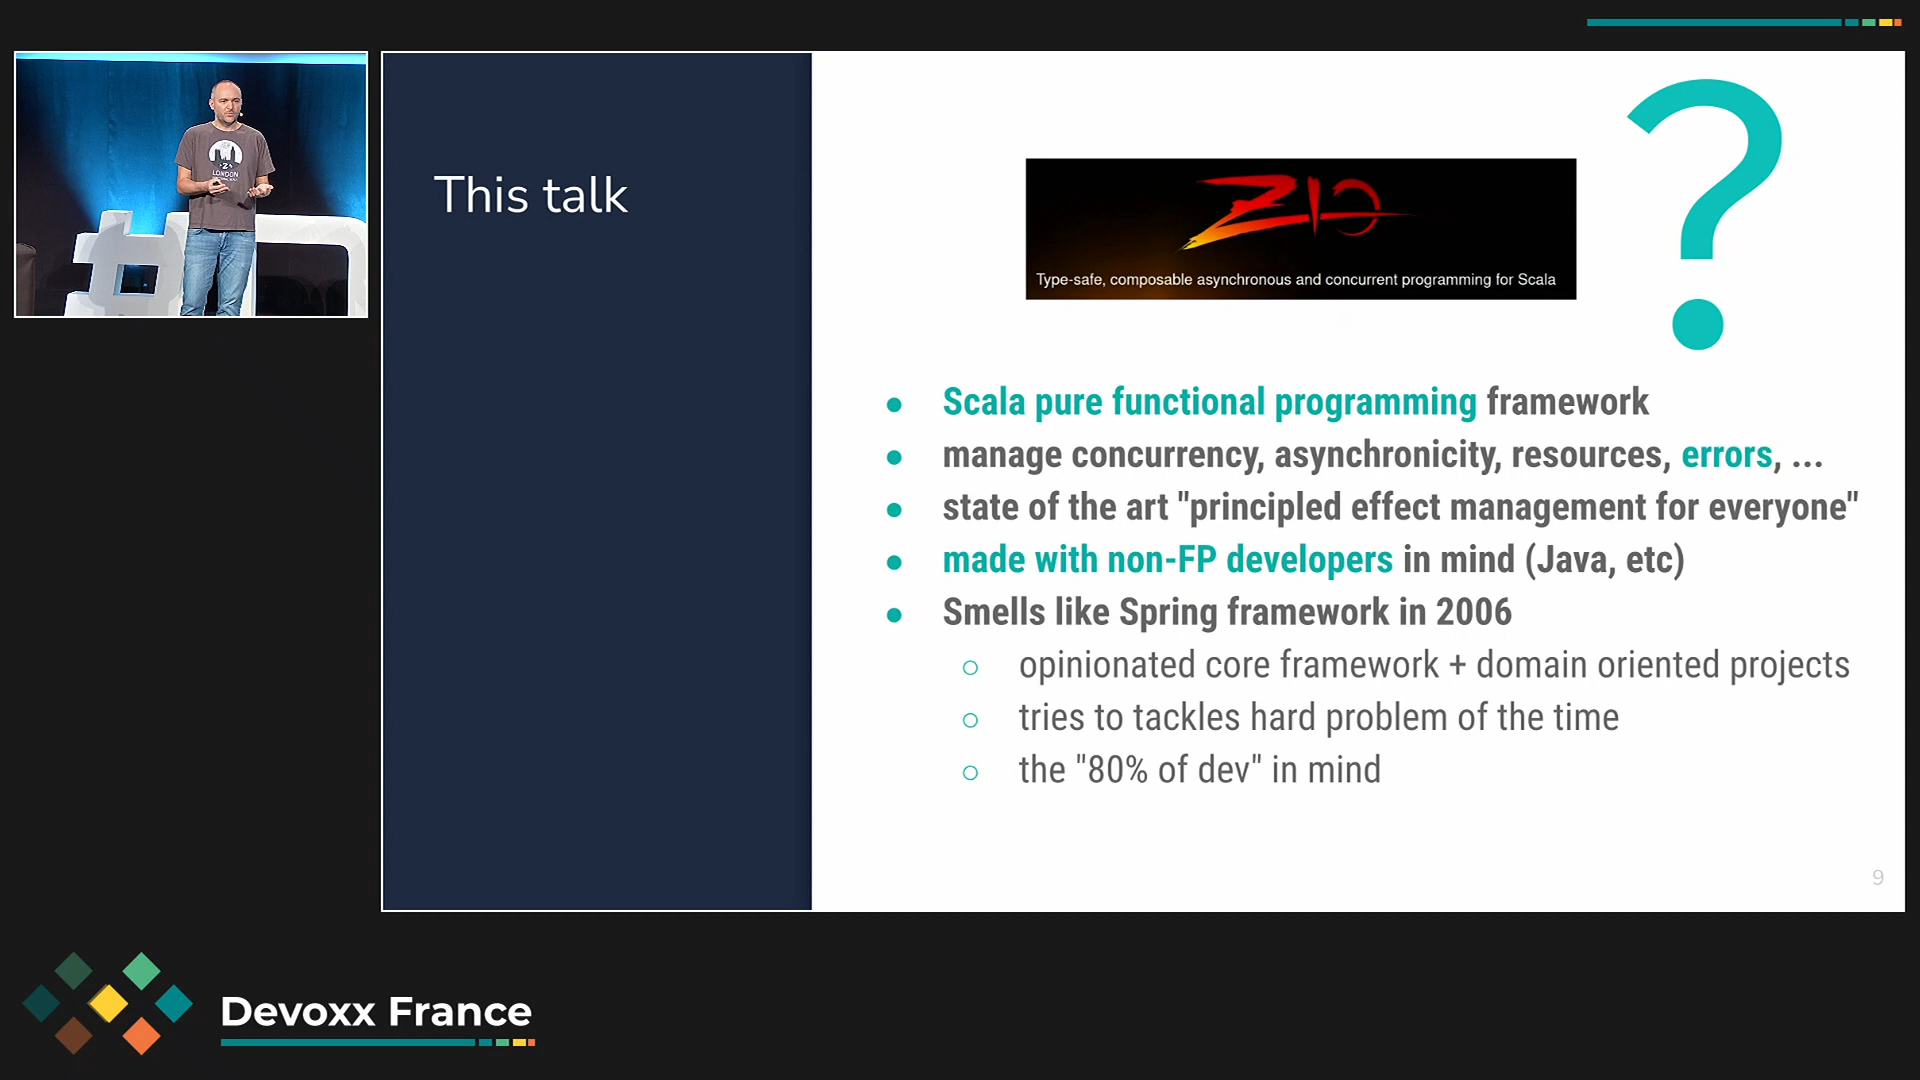 LONDON
This talk
ZIO
Type-safe, composable asynchronous and concurrent programming for Scala
?
● Scala pure functional programming framework
● manage concurrency, asynchronicity, resources, errors, ...
● state of the art "principled effect management for everyone"
● made with non-FP developers in mind (Java, etc)
● Smells like Spring framework in 2006
○ opinionated core framework + domain oriented projects
○ tries to tackles hard problem of the time
○ the "80% of dev" in mind
9
Devoxx France